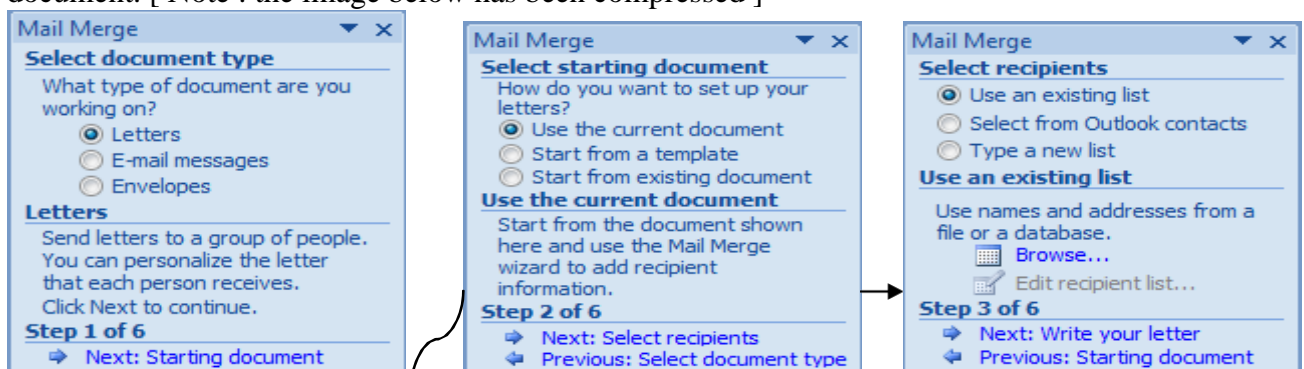 document. [ Note : the image below has been compressed ]
Mail Merge
Select document type
What type of document are you
working on?
Letters
E-mail messages
Envelopes
Letters
Send letters to a group of people.
You can personalize the letter
that each person receives.
Click Next to continue.
Step 1 of 6
Next: Starting document
Mail Merge
Select starting document
How do you want to set up your
letters?
Use the current document
Start from a template
Start from existing document
Use the current document
Start from the document shown
here and use the Mail Merge
wizard to add recipient
information.
Step 2 of 6
Next: Select recipients
Previous: Select document type
Mail Merge
Select recipients
Use an existing list
Select from Outlook contacts
Type a new list
Use an existing list
Use names and addresses from a
file or a database.
Browse...
Edit recipient list...
Step 3 of 6
Next: Write your letter
Previous: Starting document